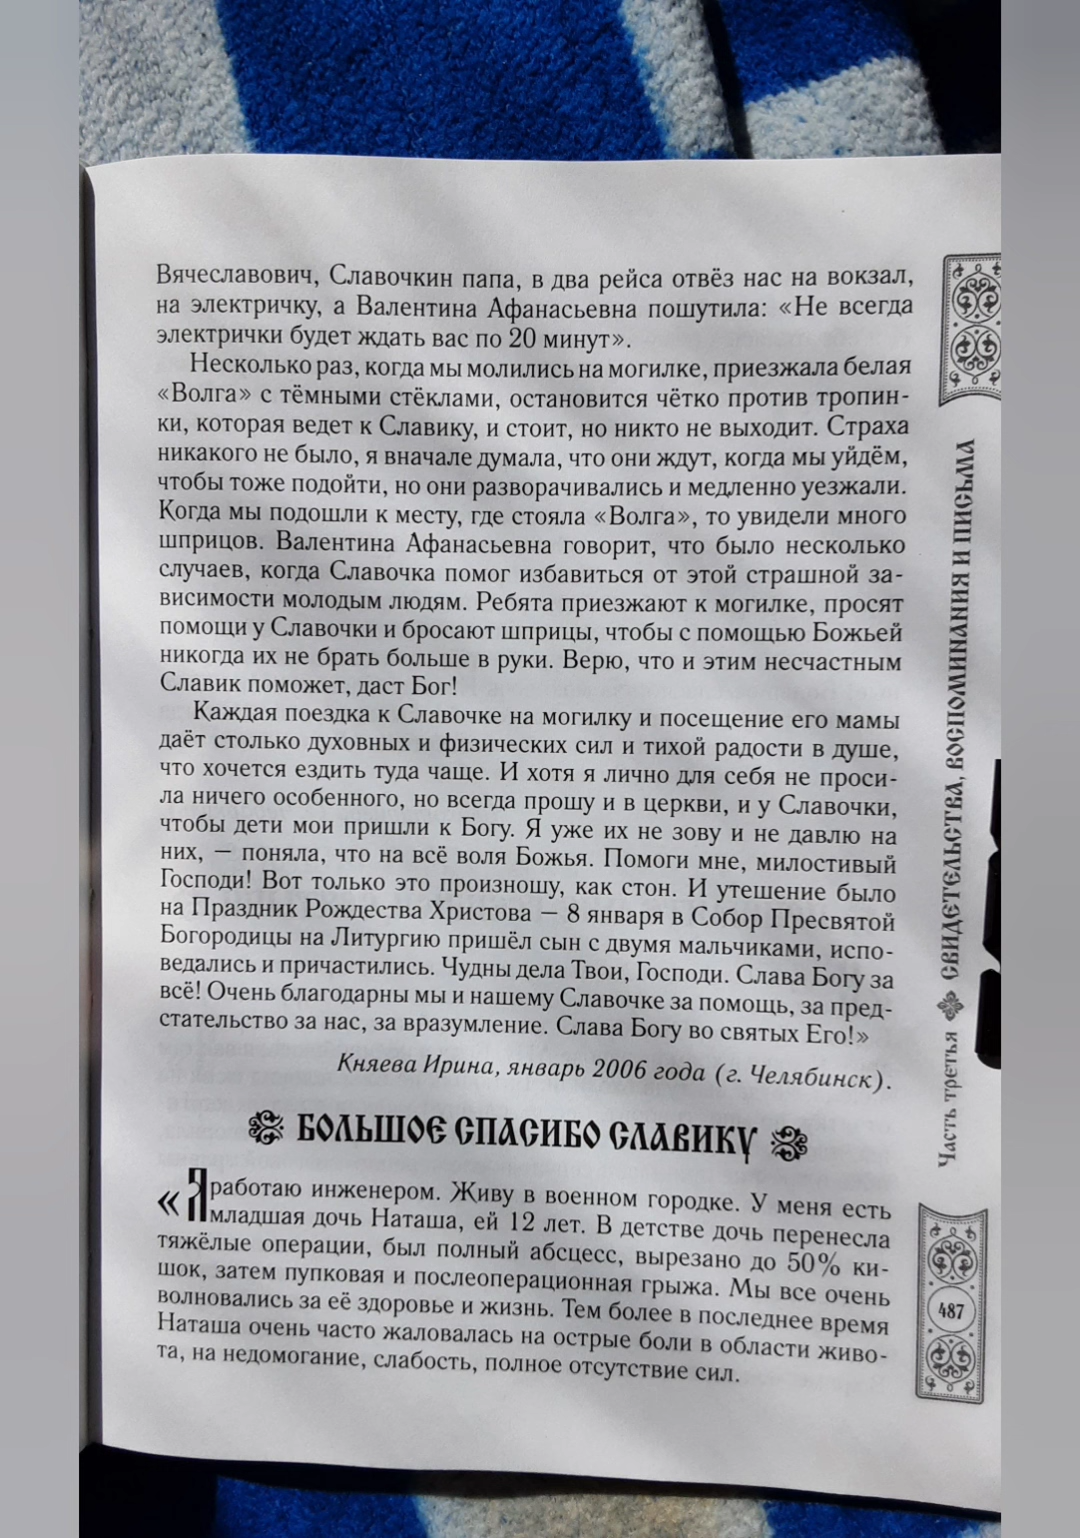 Вячеславович, Славочкин папа, в два рейса отвёз нас на вокзал,
на электричку, а Валентина Афанасьевна пошутила: «Не всегда
электрички будет ждать вас по 20 минут».
Несколько раз, когда мы молились на могилке, приезжала белая
«Волга» с тёмными стёклами, остановится чётко против тропин-
ки, которая ведет к Славику, и стоит, но никто не выходит. Страха
никакого не было, я вначале думала, что они ждут, когда мы уйдём,
чтобы тоже подойти, но они разворачивались и медленно уезжали.
Когда мы подошли к месту, где стояла «Волга», то увидели много
шприцов. Валентина Афанасьевна говорит, что было несколько
случаев, когда Славочка помог избавиться от этой страшной за-
висимости молодым людям. Ребята приезжают к могилке, просят
помощи у Славочки и бросают шприцы, чтобы с помощью Божьей
никогда их не брать больше в руки. Верю, что и этим несчастным
Славик поможет, даст Бог!
Каждая поездка к Славочке на могилку и посещение его мамы
даёт столько духовных и физических сил и тихой радости в душе,
что хочется ездить туда чаще. И хотя я лично для себя не проси-
ла ничего особенного, но всегда прошу и в церкви, и у Славочки,
чтобы дети мои пришли к Богу. Я уже их не зову и не давлю на
них, — поняла, что на всё воля Божья. Помоги мне, милостивый
Господи! Вот только это произношу, как стон. И утешение было
на Праздник Рождества Христова — 8 января в Собор Пресвятой
Богородицы на Литургию пришёл сын с двумя мальчиками, испо-
ведались и причастились. Чудны дела Твои, Господи. Слава Богу за
всё! Очень благодарны мы и нашему Славочке за помощь, за пред-
стательство за нас, за вразумление. Слава Богу во святых Его!»
Княева Ирина, январь 2006 года (г. Челябинск).
БОЛЬШОЕ СПАСИБО СЛАВИКУ
«Я работаю инженером. Живу в военном городке. У меня есть
младшая дочь Наташа, ей 12 лет. В детстве дочь перенесла
тяжёлые операции, был полный абсцесс, вырезано до 50% ки-
шок, затем пупковая и послеоперационная грыжа. Мы все очень
волновались за её здоровье и жизнь. Тем более в последнее время
Наташа очень часто жаловалась на острые боли в области живо-
та, на недомогание, слабость, полное отсутствие сил.
Часть третья СВИДЕТЕЛЬСТВА, ВОСПОМИНАНИЯ И ПИСЬМА
487